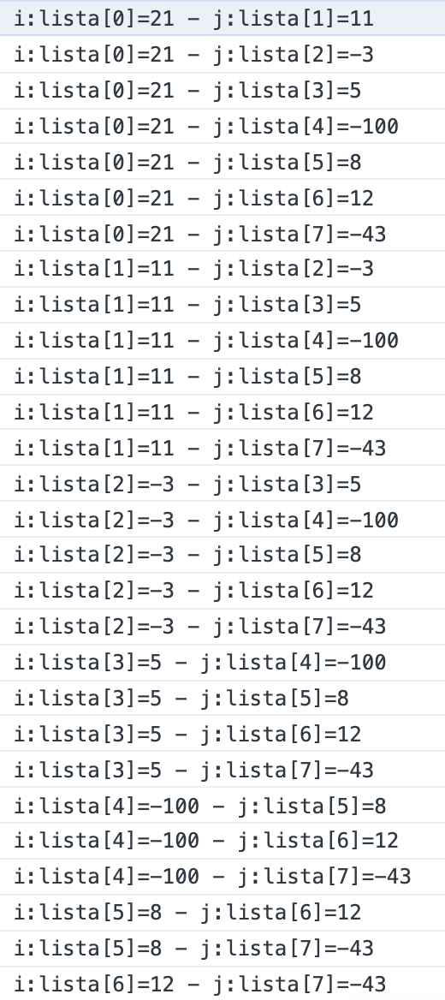 i:lista[0]=21 - j:lista[1]=11
i:lista[0]=21 - j:lista[2]=-3
i:lista[0]=21 - j:lista[3]=5
i:lista[0]=21 - j:lista[4]=-100
i:lista[0]=21 - j:lista[5]=8
i:lista[0]=21 - j:lista[6]=12
i:lista[0]=21 - j:lista[7]=-43
i:lista[1]=11 - j:lista[2]=-3
i:lista[1]=11 - j:lista[3]=5
i:lista[1]=11 - j:lista[4]=-100
i:lista[1]=11 - j:lista[5]=8
i:lista[1]=11 - j:lista[6]=12
i:lista[1]=11 - j:lista[7]=-43
i:lista[2]=-3 - j:lista[3]=5
i:lista[2]=-3 - j:lista[4]=-100
i:lista[2]=-3 - j:lista[5]=8
i:lista[2]=-3 - j:lista[6]=12
i:lista[2]=-3 - j:lista[7]=-43
i:lista[3]=5 - j:lista[4]=-100
i:lista[3]=5 - j:lista[5]=8
i:lista[3]=5 - j:lista[6]=12
i:lista[3]=5 - j:lista[7]=-43
i:lista[4]=-100 - j:lista[5]=8
i:lista[4]=-100 - j:lista[6]=12
i:lista[4]=-100 - j:lista[7]=-43
i:lista[5]=8 - j:lista[6]=12
i:lista[5]=8 - j:lista[7]=-43
i:lista[6]=12 - j:lista[7]=-43